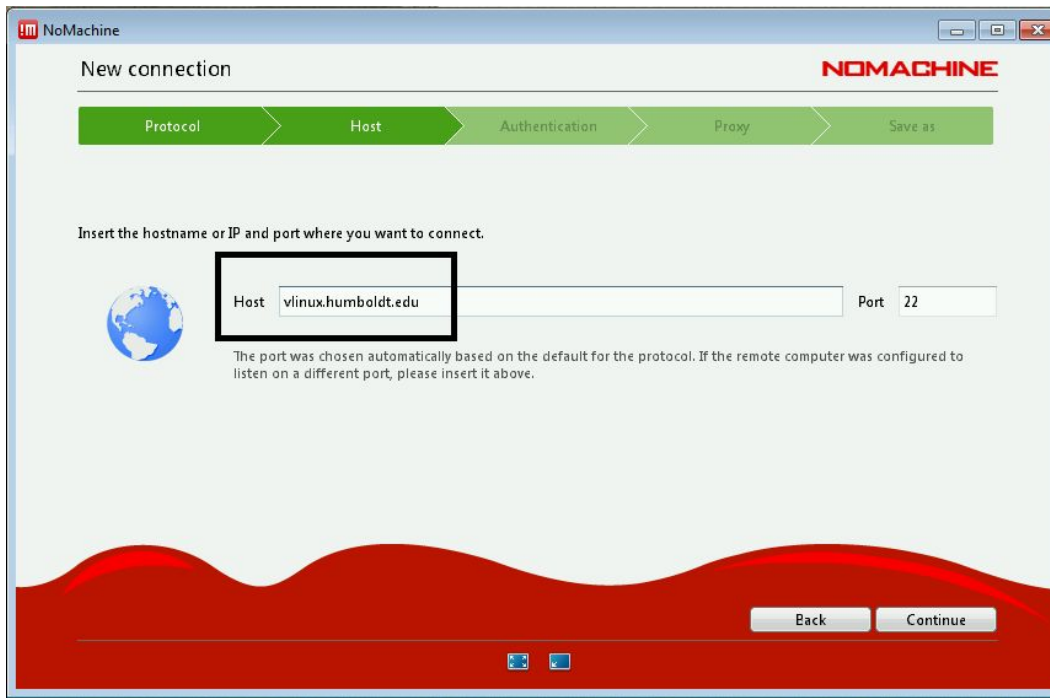 NoMachine
New connection
NOMACHINE
Protocol
Host
Authentication
Proxy
Save as
Insert the hostname or IP and port where you want to connect.
Host vlinux.humboldt.edu Port 22
The port was chosen automatically based on the default for the protocol. If the remote computer was configured to
listen on a different port, please insert it above.
Back
Continue